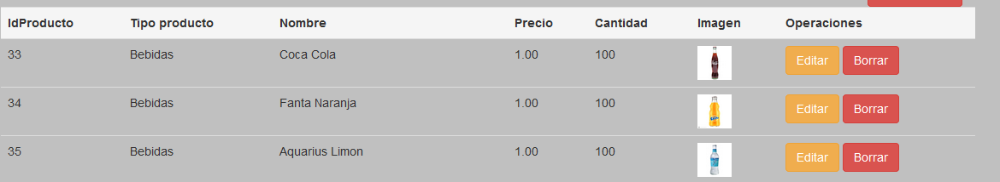 IdProducto Tipo producto Nombre Precio Cantidad Imagen Operaciones
33 Bebidas Coca Cola 1.00 100 Editar Borrar
34 Bebidas Fanta Naranja 1.00 100 Editar Borrar
35 Bebidas Aquarius Limon 1.00 100 Editar Borrar